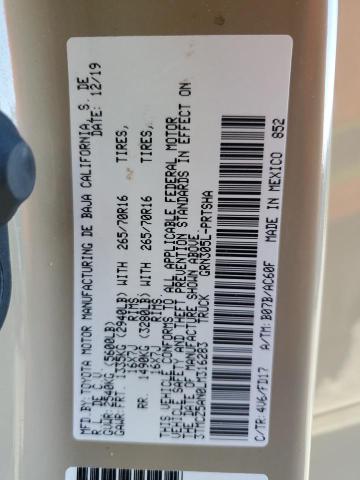 MFD.BY:TOYOTA MOTOR MANUFACTURING DE BAJA CALIFORNIA, S. DE
R. L. DE C. V. DATE: 12/19
GVWR: 2540KG (5600LB)
GAWR:FRT. 1335KG (2940LB) WITH 265/70R16 TIRES,
16X7J RIMS,
RR. 1490KG (3280LB) WITH 265/70R16 TIRES,
16X7J RIMS,
THIS VEHICLE CONFORMS TO ALL APPLICABLE FEDERAL MOTOR
VEHICLE SAFETY, AND THEFT PREVENTION STANDARDS IN EFFECT ON
THE DATE OF MANUFACTURE SHOWN ABOVE.
3TMCZ5AN0LM316283 TRUCK GRN305L-PRTSHA
C/TR: 4V6/FD17 A/TM: B07B/AC60F MADE IN MEXICO 852